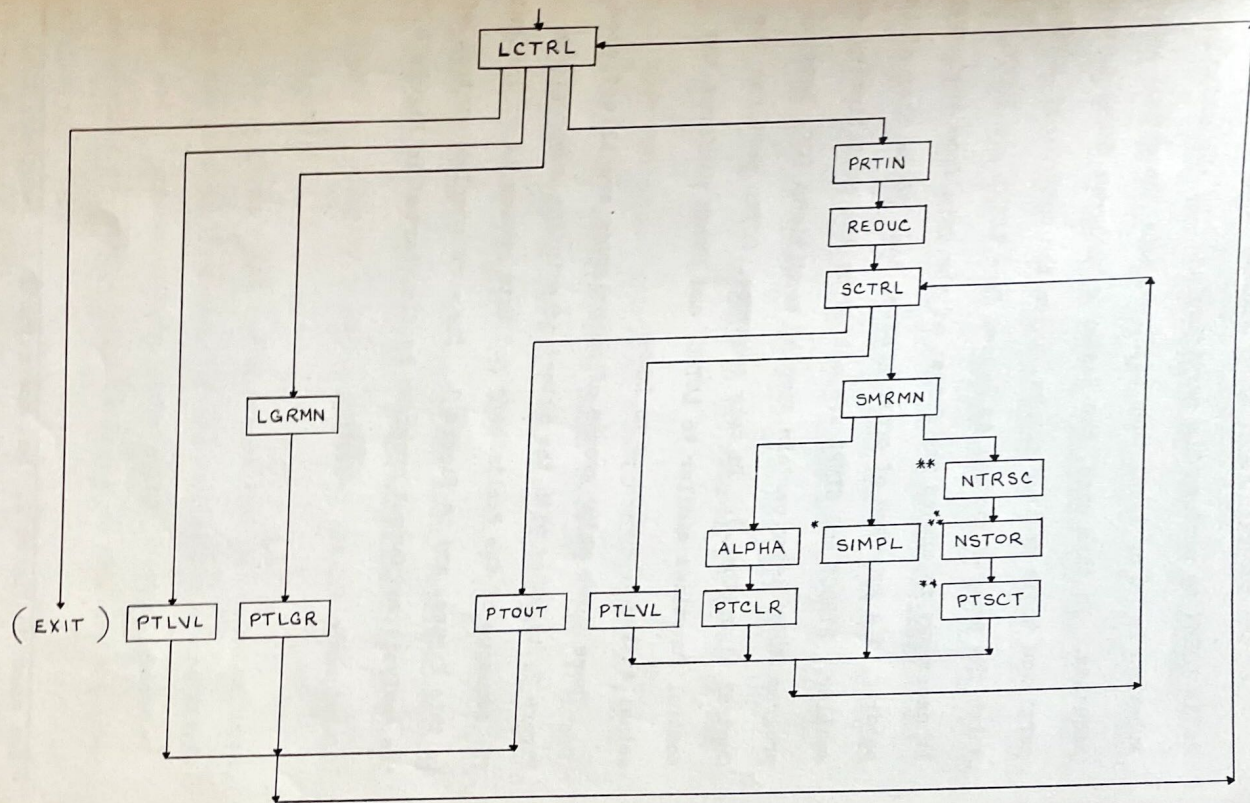 LCTRL
PRTIN
REDUC
SCTRL
SMRMN
LGRMN
** NTRSC
ALPHA
* SIMPL
*** NSTOR
** PTSCT
(EXIT)
PTLVL
PTLGR
PTOUT
PTLVL
PTCLR